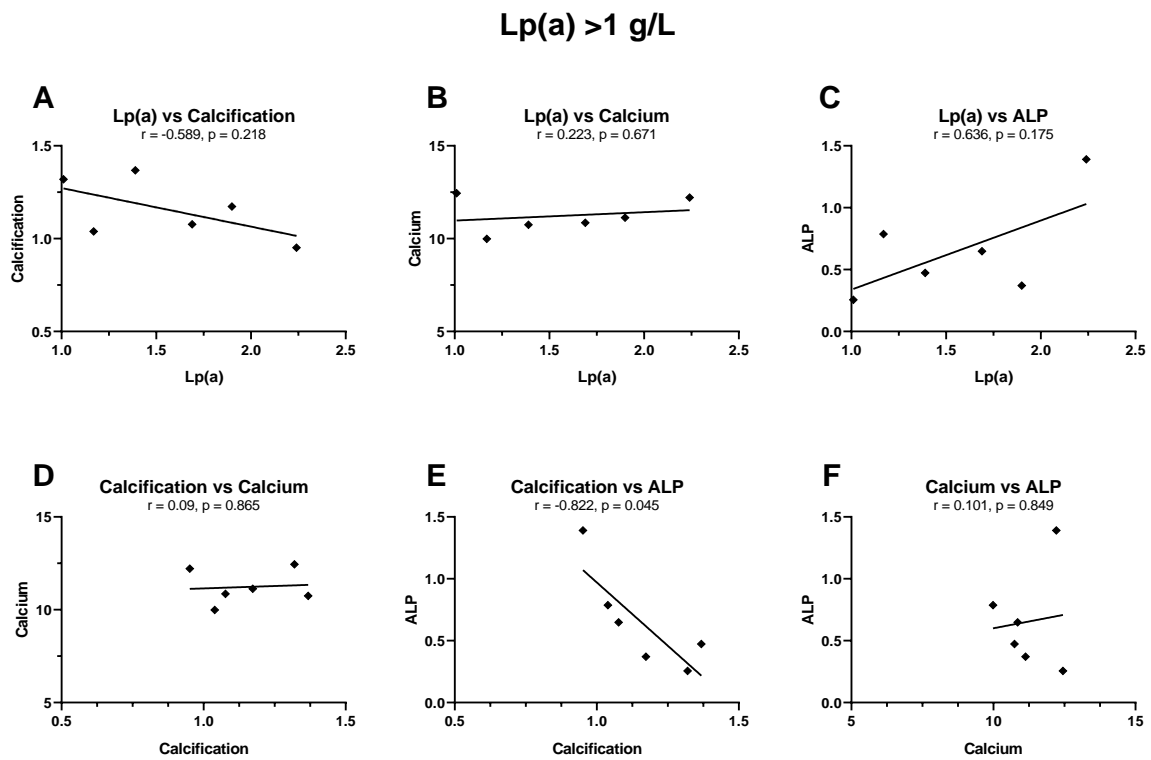 Lp(a) >1 g/L
A
Lp(a) vs Calcification
r = -0.589, p = 0.218
1.5
1.0
0.5
Calcification
1.0 1.5 2.0 2.5
Lp(a)
B
Lp(a) vs Calcium
r = 0.223, p = 0.671
15
10
5
Calcium
1.0 1.5 2.0 2.5
Lp(a)
C
Lp(a) vs ALP
r = 0.636, p = 0.175
1.5
1.0
0.5
0.0
ALP
1.0 1.5 2.0 2.5
Lp(a)
D
Calcification vs Calcium
r = 0.09, p = 0.865
15
10
5
Calcium
0.5 1.0 1.5
Calcification
E
Calcification vs ALP
r = -0.822, p = 0.045
1.5
1.0
0.5
0.0
ALP
0.5 1.0 1.5
Calcification
F
Calcium vs ALP
r = 0.101, p = 0.849
1.5
1.0
0.5
0.0
ALP
5 10 15
Calcium